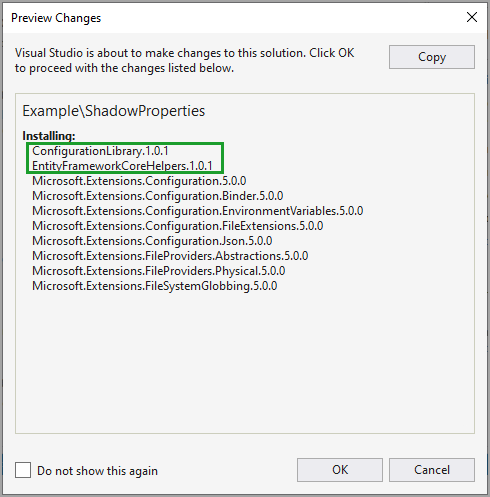 Preview Changes
Visual Studio is about to make changes to this solution. Click OK
to proceed with the changes listed below.
Copy
Example\ShadowProperties
Installing:
ConfigurationLibrary.1.0.1
EntityFrameworkCoreHelpers.1.0.1
Microsoft.Extensions.Configuration.5.0.0
Microsoft.Extensions.Configuration.Binder.5.0.0
Microsoft.Extensions.Configuration.EnvironmentVariables.5.0.0
Microsoft.Extensions.Configuration.FileExtensions.5.0.0
Microsoft.Extensions.Configuration.Json.5.0.0
Microsoft.Extensions.FileProviders.Abstractions.5.0.0
Microsoft.Extensions.FileProviders.Physical.5.0.0
Microsoft.Extensions.FileSystemGlobbing.5.0.0
Do not show this again
OK
Cancel